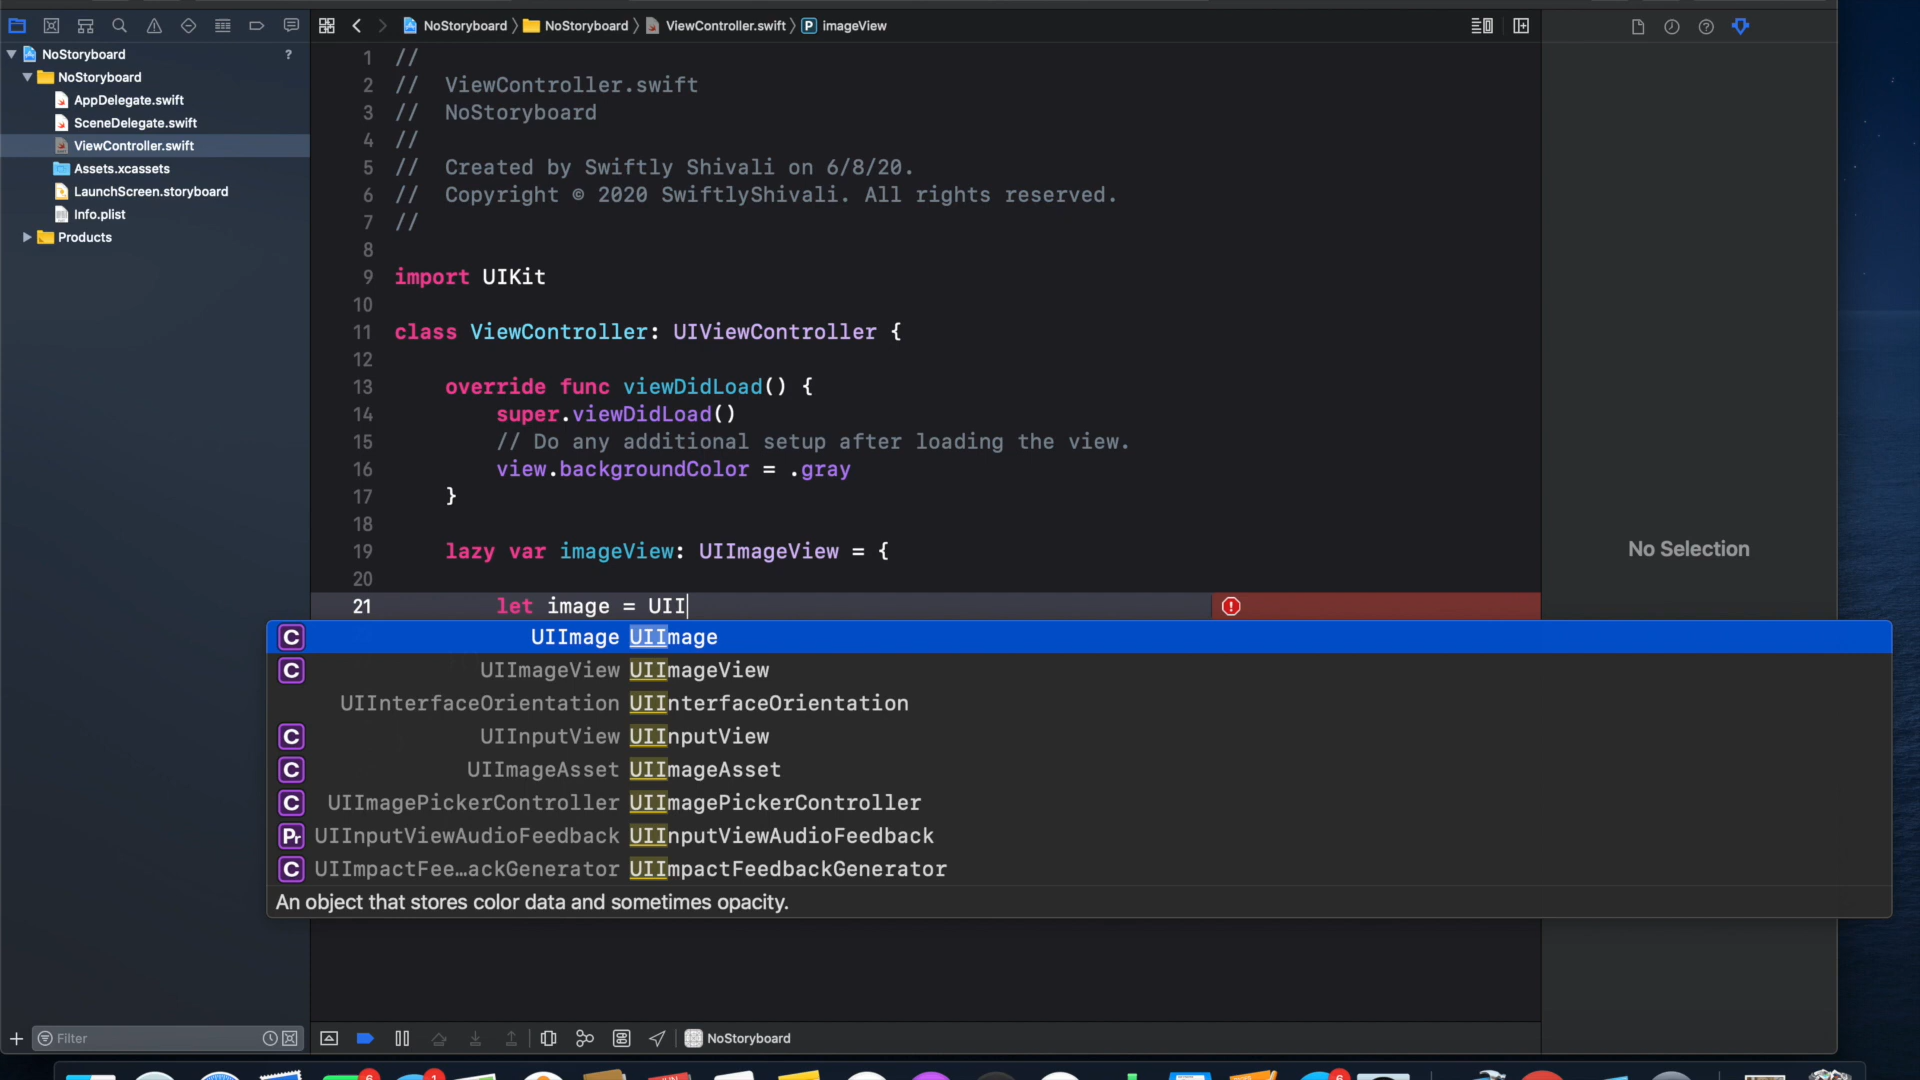 NoStoryboard
NoStoryboard
ViewController.swift
P imageView
NoStoryboard
?
NoStoryboard
AppDelegate.swift
SceneDelegate.swift
ViewController.swift
Assets.xcassets
LaunchScreen.storyboard
Info.plist
Products
1 //
2 // ViewController.swift
3 // NoStoryboard
4 //
5 // Created by Swiftly Shivali on 6/8/20.
6 // Copyright © 2020 SwiftlyShivali. All rights reserved.
7 //
8
9 import UIKit
10
11 class ViewController: UIViewController {
12
13 override func viewDidLoad() {
14 super.viewDidLoad()
15 // Do any additional setup after loading the view.
16 view.backgroundColor = .gray
17 }
18
19 lazy var imageView: UIImageView = {
20
21 let image = UII
C UIImage UIImage
C UIImageView UIImageView
UIInterfaceOrientation UIInterfaceOrientation
C UIInputView UIInputView
C UIImageAsset UIImageAsset
C UIImagePickerController UIImagePickerController
Pr UIInputViewAudioFeedback UIInputViewAudioFeedback
C UIImpactFee…ackGenerator UIImpactFeedbackGenerator
An object that stores color data and sometimes opacity.
No Selection
Filter
NoStoryboard
6
1
6